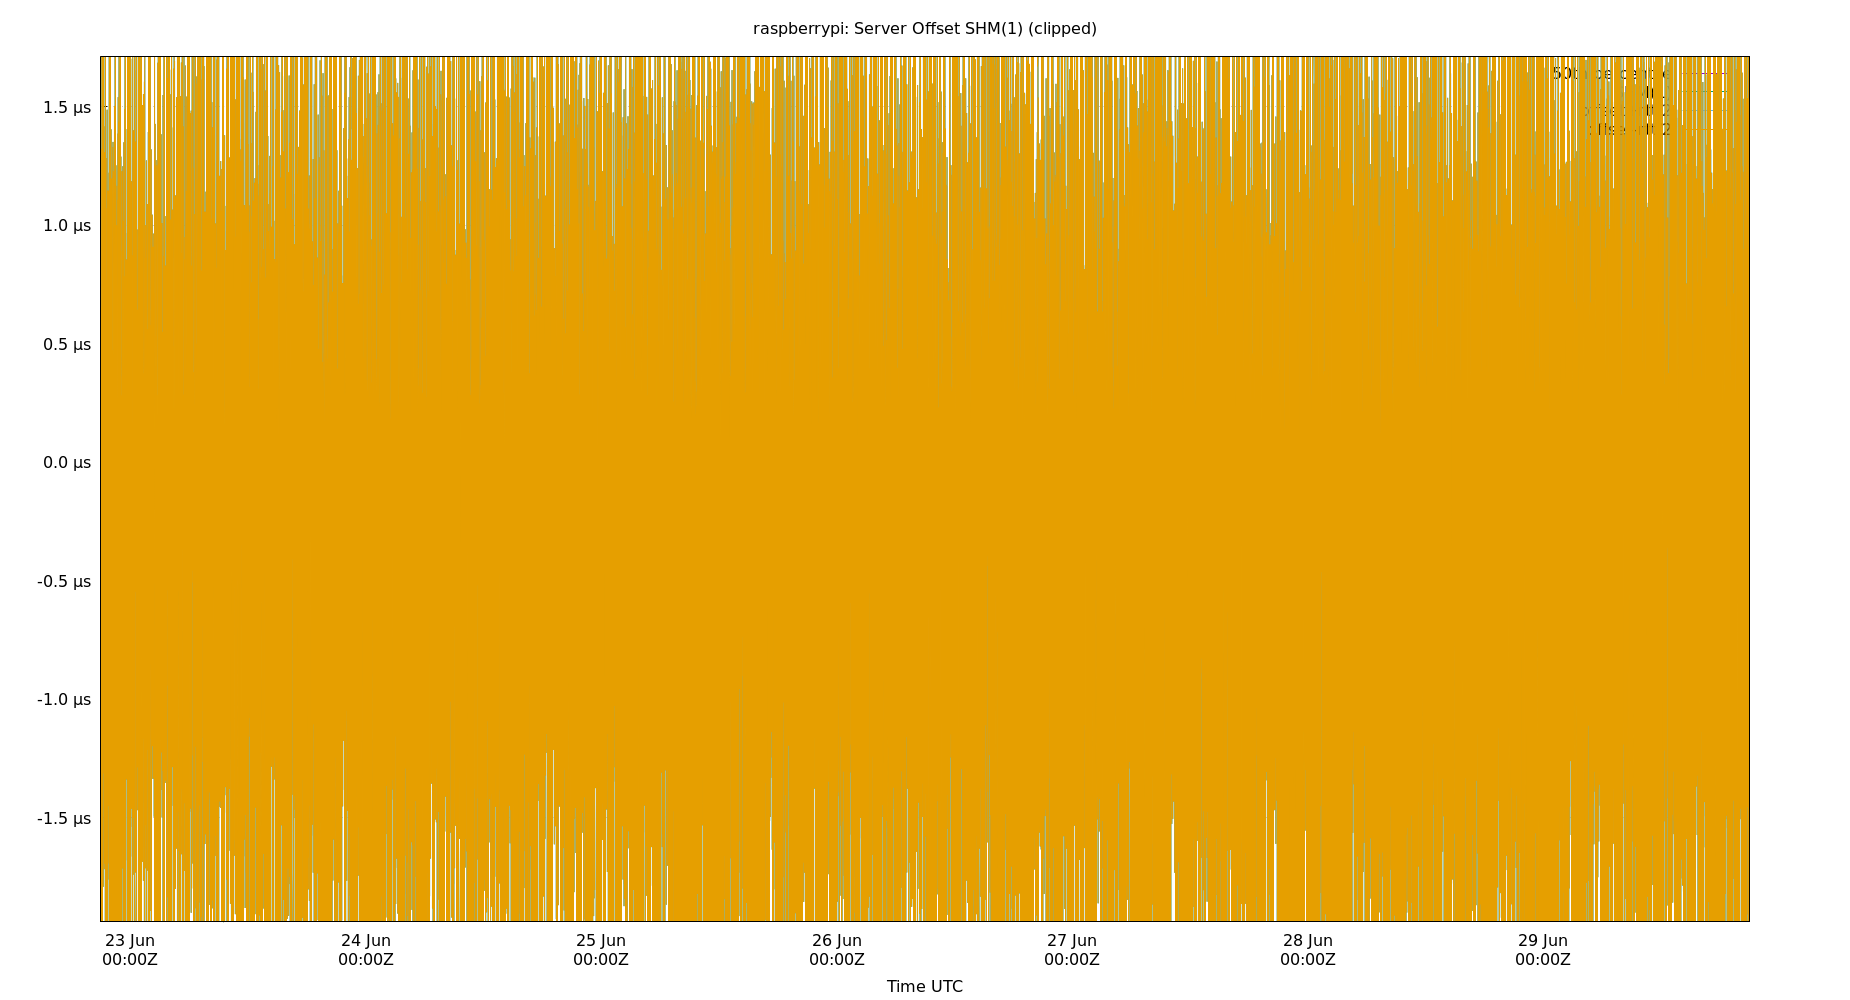 raspberrypi: Server Offset SHM(1) (clipped)
1.5 µs
1.0 µs
0.5 µs
0.0 µs
-0.5 µs
-1.0 µs
-1.5 µs
23 Jun 24 Jun 25 Jun 26 Jun 27 Jun 28 Jun 29 Jun
00:00Z 00:00Z 00:00Z 00:00Z 00:00Z 00:00Z 00:00Z
Time UTC